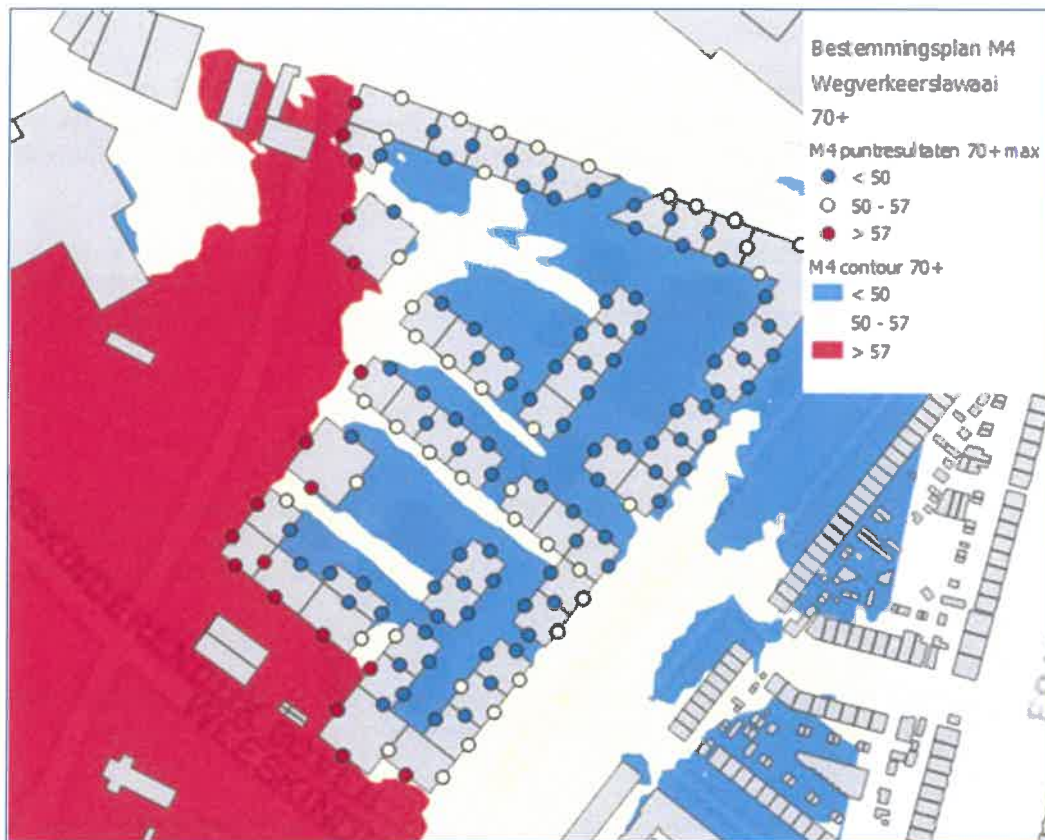 Bestemmingsplan M4
Wegverkeerslawaai
70+
M4 puntresultaten 70+ max
< 50
50 - 57
> 57
M4 contour 70+
< 50
50 - 57
> 57